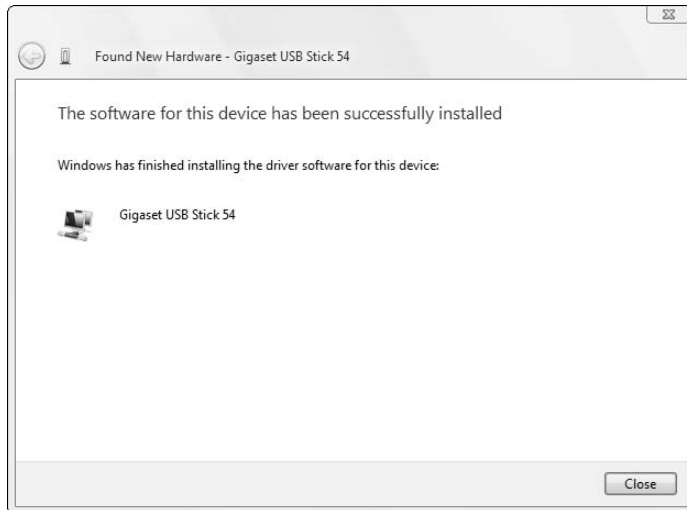 Found New Hardware - Gigaset USB Stick 54
The software for this device has been successfully installed
Windows has finished installing the driver software for this device:
Gigaset USB Stick 54
Close